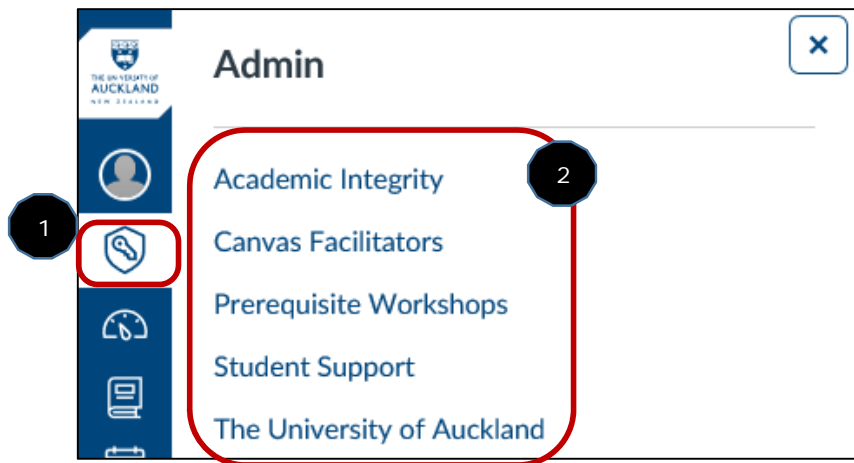 THE UNIVERSITY OF
AUCKLAND
NEW ZEALAND
Admin
×
Academic Integrity
2
1
Canvas Facilitators
Prerequisite Workshops
Student Support
The University of Auckland